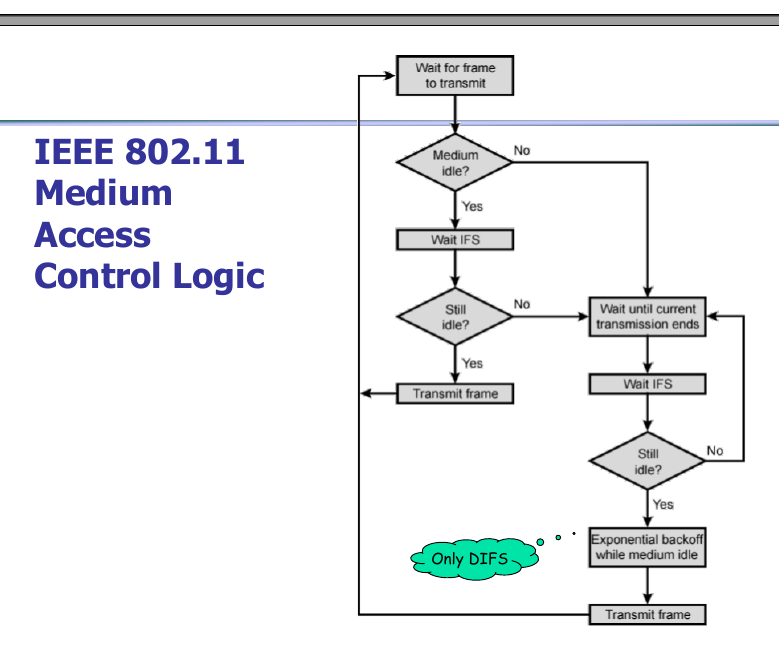 IEEE 802.11
Medium
Access
Control Logic
Wait for frame
to transmit
Medium
idle?
No
Yes
Wait IFS
Still
idle?
No
Yes
Transmit frame
Wait until current
transmission ends
Wait IFS
Still
idle?
No
Yes
Exponential backoff
while medium idle
Only DIFS
Transmit frame